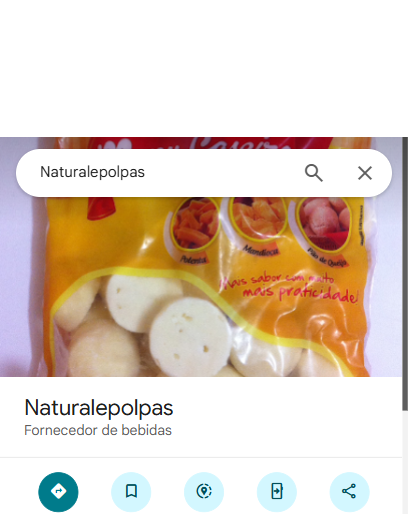 Naturalepolpas
Polenta
Mandioca
Pão de Queijo
Mais sabor com muito
mais praticidade!
Naturalepolpas
Fornecedor de bebidas